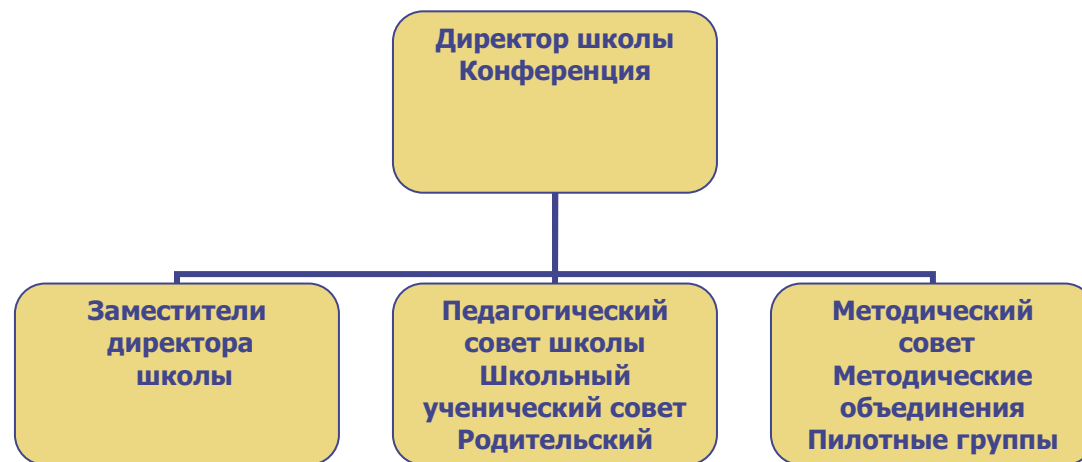 Директор школы
Конференция
Заместители
директора
школы
Педагогический
совет школы
Школьный
ученический совет
Родительский
Методический
совет
Методические
объединения
Пилотные группы